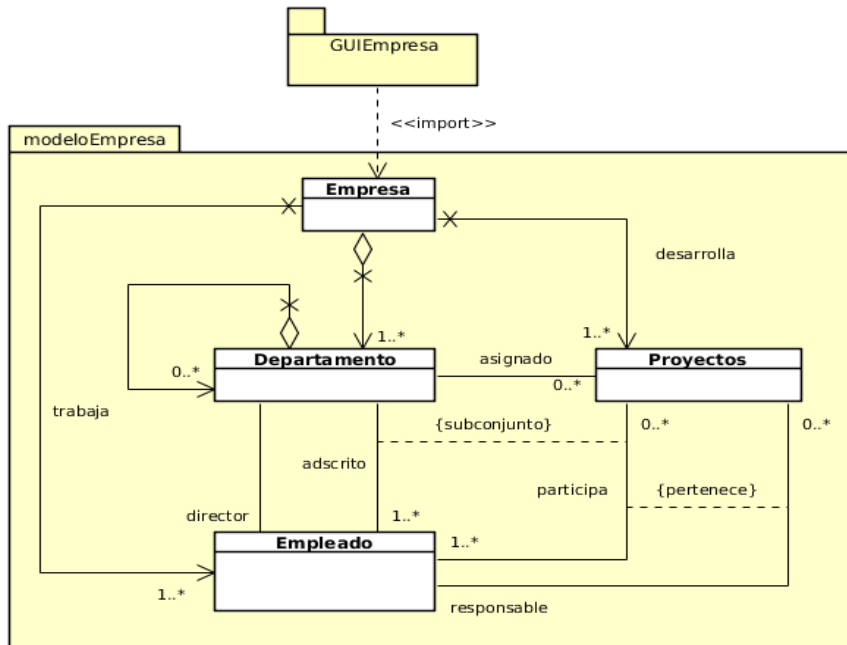 GUIEmpresa
<<import>>
modeloEmpresa
Empresa
desarrolla
1..*
1..*
Departamento
asignado
Proyectos
0..*
0..*
trabaja
{subconjunto}
0..*
0..*
adscrito
participa
{pertenece}
director
1..*
Empleado
1..*
1..*
responsable